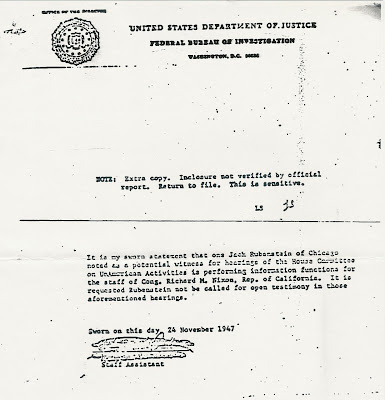 OFFICE OF THE DIRECTOR
UNITED STATES DEPARTMENT OF JUSTICE
FEDERAL BUREAU OF INVESTIGATION
WASHINGTON, D.C. 20535
NOTE: Extra copy. Inclosure not verified by official
report. Return to file. This is sensitive.
LS
It is my sworn statement that one Jack Rubenstein of Chicago
noted as a potential witness for hearings of the House Committee
on UnAmerican Activities is performing information functions for
the staff of Cong. Richard M. Nixon, Rep. of California. It is
requested Rubenstein not be called for open testimony in those
aforementioned hearings.
Sworn on this day, 24 November 1947
Staff Assistant